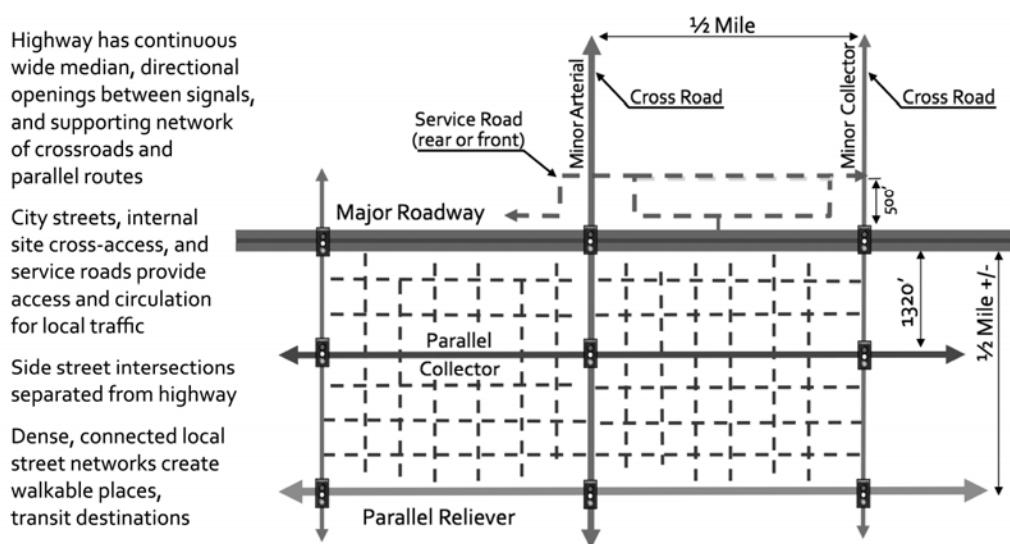 Highway has continuous
wide median, directional
openings between signals,
and supporting network
of crossroads and
parallel routes
City streets, internal
site cross-access, and
service roads provide
access and circulation
for local traffic
Side street intersections
separated from highway
Dense, connected local
street networks create
walkable places,
transit destinations
½ Mile
Minor Arterial
Cross Road
Minor Collector
Cross Road
Service Road
(rear or front)
500'
Major Roadway
1320'
½ Mile +/-
Parallel
Collector
Parallel Reliever